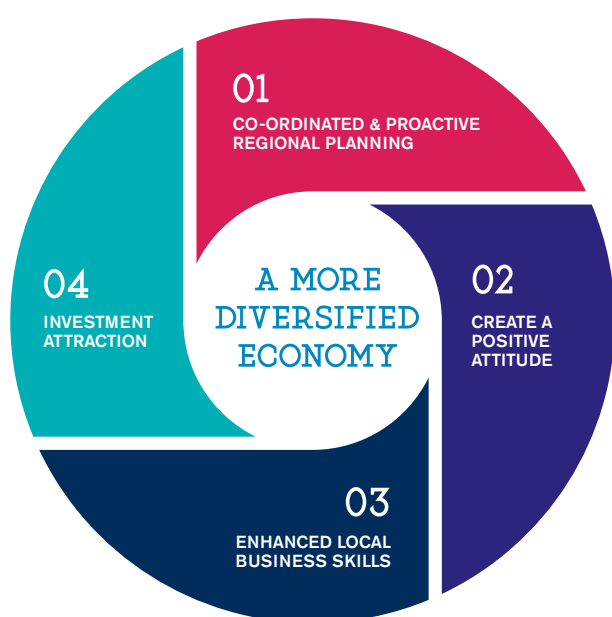 01
CO-ORDINATED & PROACTIVE
REGIONAL PLANNING
02
CREATE A
POSITIVE
ATTITUDE
03
ENHANCED LOCAL
BUSINESS SKILLS
04
INVESTMENT
ATTRACTION
A MORE
DIVERSIFIED
ECONOMY